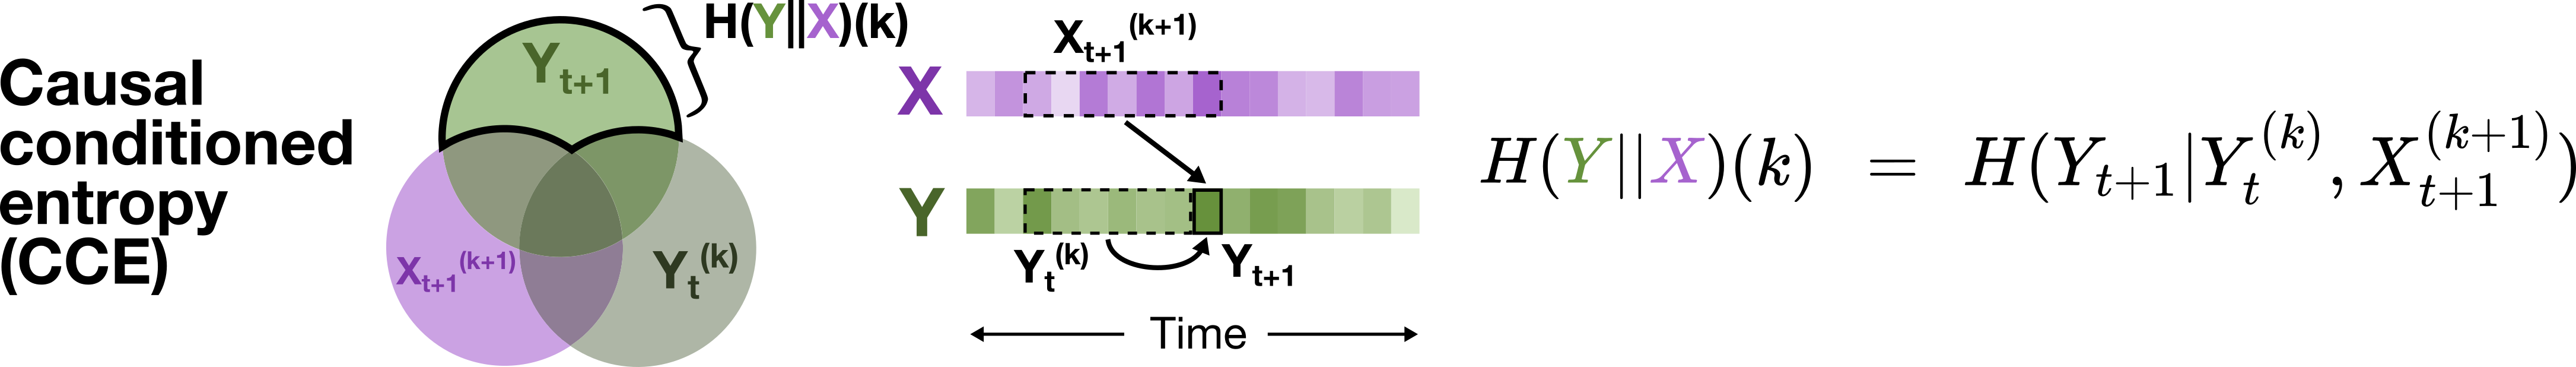 Causal
conditioned
entropy
(CCE)
Y_{t+1}
X_{t+1}^{(k+1)}
Y_t^{(k)}
H(Y||X)(k)
X_{t+1}^{(k+1)}
X
Y
Y_t^{(k)}
Y_{t+1}
Time
H(Y||X)(k) = H(Y_{t+1}|Y_t^{(k)}, X_{t+1}^{(k+1)})